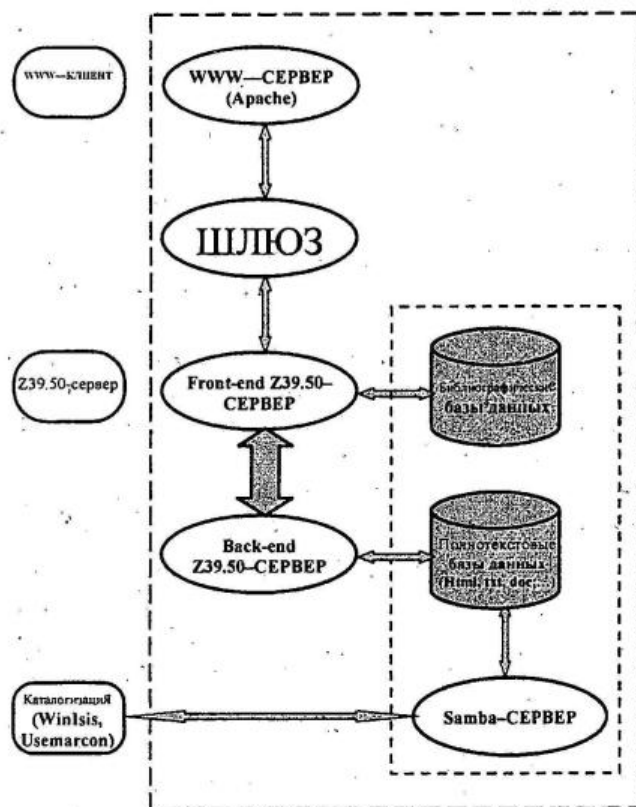 WWW—КЛИЕНТ
WWW—СЕРВЕР
(Apache)
ШЛЮЗ
Z39.50-сервер
Front-end Z39.50–
СЕРВЕР
Библиографические
базы данных
Back-end
Z39.50–СЕРВЕР
Полнотекстовые
базы данных
(Html, txt, doc,...)
Каталогизация
(WinIsis,
Usemarcon)
Samba–СЕРВЕР